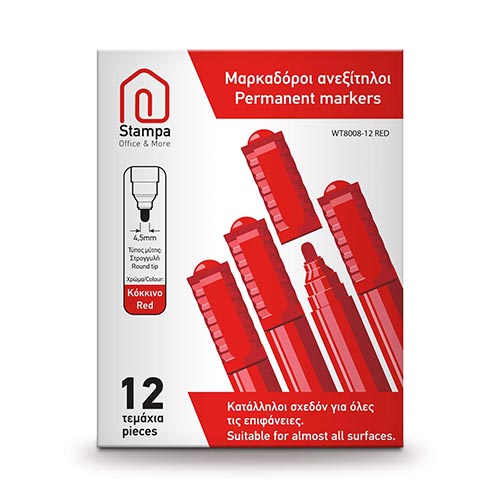 Μαρκαδόροι ανεξίτηλοι
Permanent markers
WT8008-12 RED
Stampa
Office & More
4,5mm
Τύπος μύτης:
Στρογγυλή
Round tip
Χρώμα/Colour:
Κόκκινο
Red
12
τεμάχια
pieces
Κατάλληλοι σχεδόν για όλες
τις επιφάνειες.
Suitable for almost all surfaces.